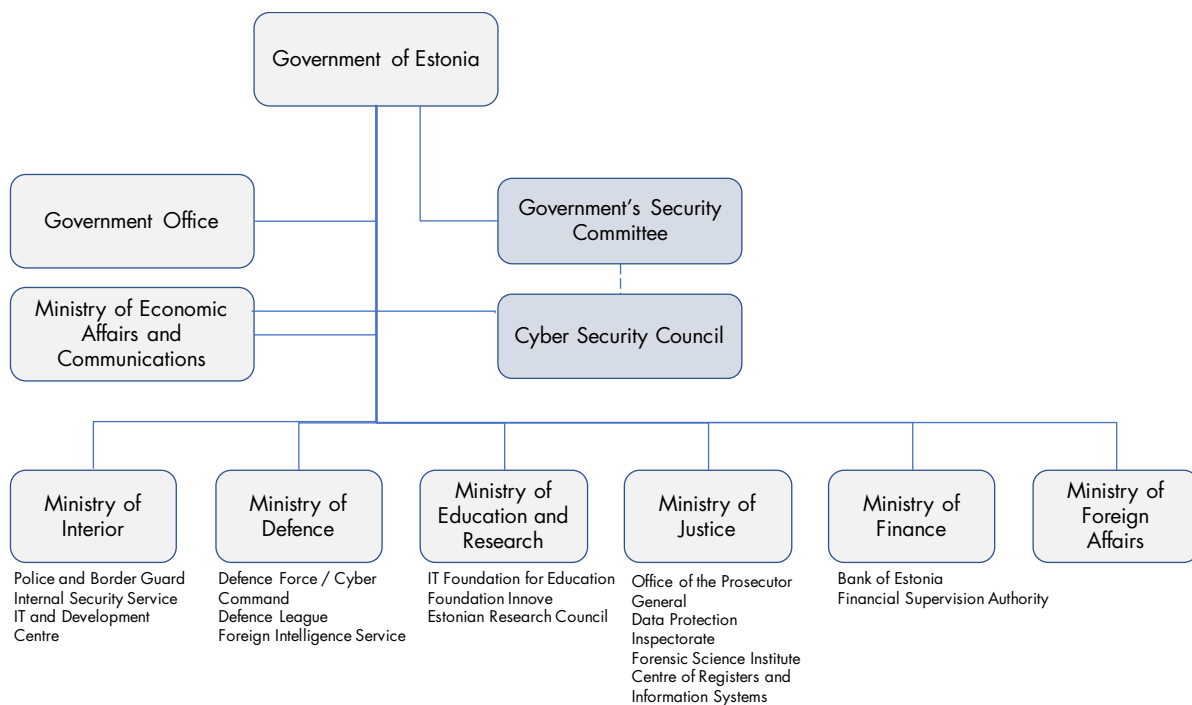 Government of Estonia
Government Office
Government's Security
Committee
Ministry of Economic
Affairs and
Communications
Cyber Security Council
Ministry of
Interior
Police and Border Guard
Internal Security Service
IT and Development
Centre
Ministry of
Defence
Defence Force / Cyber
Command
Defence League
Foreign Intelligence Service
Ministry of
Education and
Research
IT Foundation for Education
Foundation Innove
Estonian Research Council
Ministry of
Justice
Office of the Prosecutor
General
Data Protection
Inspectorate
Forensic Science Institute
Centre of Registers and
Information Systems
Ministry of
Finance
Bank of Estonia
Financial Supervision Authority
Ministry of
Foreign
Affairs